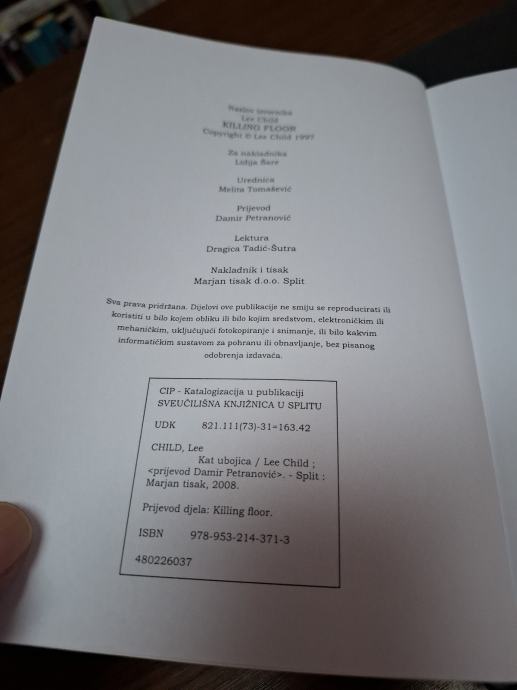 Naslov izvornika
Lee Child
KILLING FLOOR
Copyright © Lee Child 1997
Za nakladnika
Urednica
Melita Tomašević
Prijevod
Damir Petranović
Lektura
Dragica Tadić-Šutra
Nakladnik i tisak
Marjan tisak d.o.o. Split
Sva prava pridržana. Dijelovi ove publikacije ne smiju se reproducirati ili
koristiti u bilo kojem obliku ili bilo kojim sredstvom, elektroničkim ili
mehaničkim, uključujući fotokopiranje i snimanje, ili bilo kakvim
informatičkim sustavom za pohranu ili obnavljanje, bez pisanog
odobrenja izdavača.
CIP - Katalogizacija u publikaciji
SVEUČILIŠNA KNJIŽNICA U SPLITU
UDK 821.111(73)-31=163.42
CHILD, Lee
Kat ubojica / Lee Child ;
<prijevod Damir Petranović>. - Split :
Marjan tisak, 2008.
Prijevod djela: Killing floor.
ISBN 978-953-214-371-3
480226037